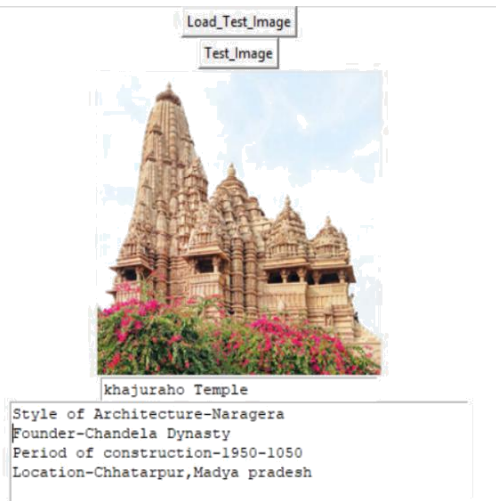 Load_Test_Image
Test_Image
khajuraho Temple
Style of Architecture-Naragera
Founder-Chandela Dynasty
Period of construction-1950-1050
Location-Chhatarpur,Madya pradesh